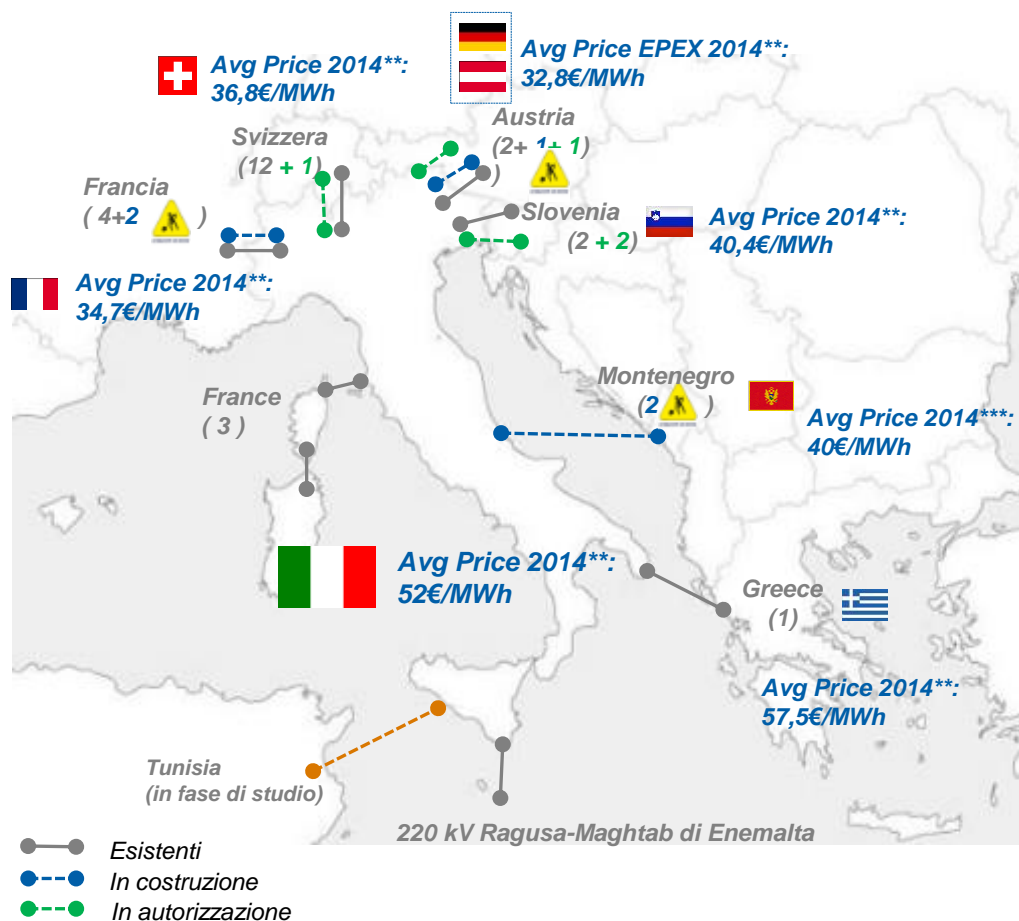 Avg Price 2014**:
36,8€/MWh
Avg Price EPEX 2014**:
32,8€/MWh
Svizzera
(12 + 1)
Austria
(2+ 1+ 1)
)
Francia
( 4+2 )
Slovenia
(2 + 2)
Avg Price 2014**:
40,4€/MWh
Avg Price 2014**:
34,7€/MWh
France
( 3 )
Montenegro
(2 )
Avg Price 2014***:
40€/MWh
Avg Price 2014**:
52€/MWh
Greece
(1)
Avg Price 2014**:
57,5€/MWh
Tunisia
(in fase di studio)
220 kV Ragusa-Maghtab di Enemalta
Esistenti
In costruzione
In autorizzazione